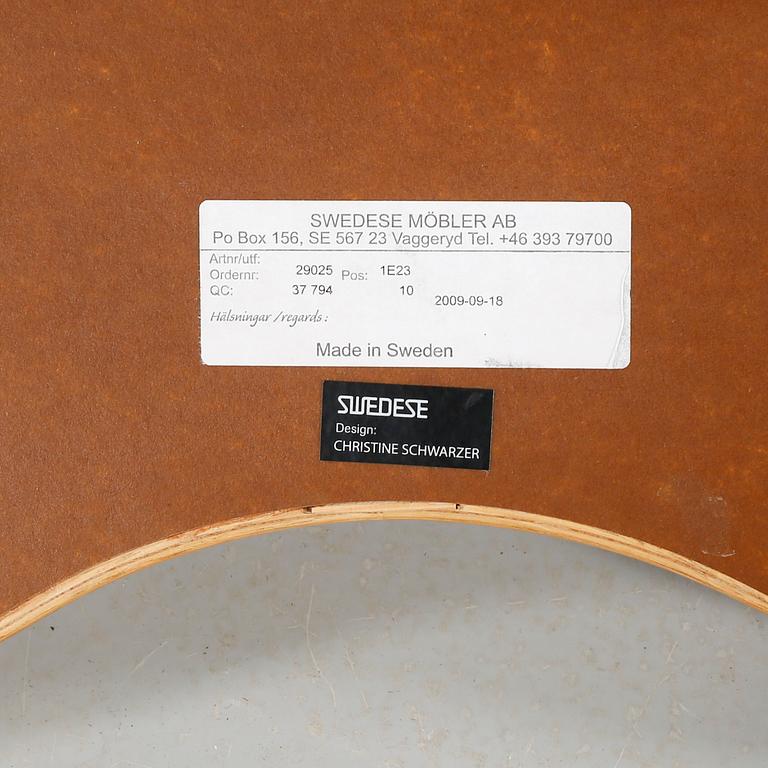 SWEDESE MÖBLER AB
Po Box 156, SE 567 23 Vaggeryd Tel. +46 393 79700
Artnr/utf:
Ordernr: 29025 Pos: 1E23
QC: 37 794 10
2009-09-18
Hälsningar /regards :
Made in Sweden
SWEDESE
Design:
CHRISTINE SCHWARZER